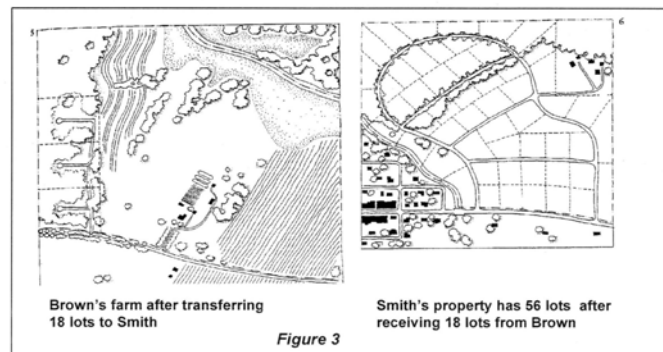 5
6
Brown's farm after transferring
18 lots to Smith
Smith's property has 56 lots after
receiving 18 lots from Brown
Figure 3